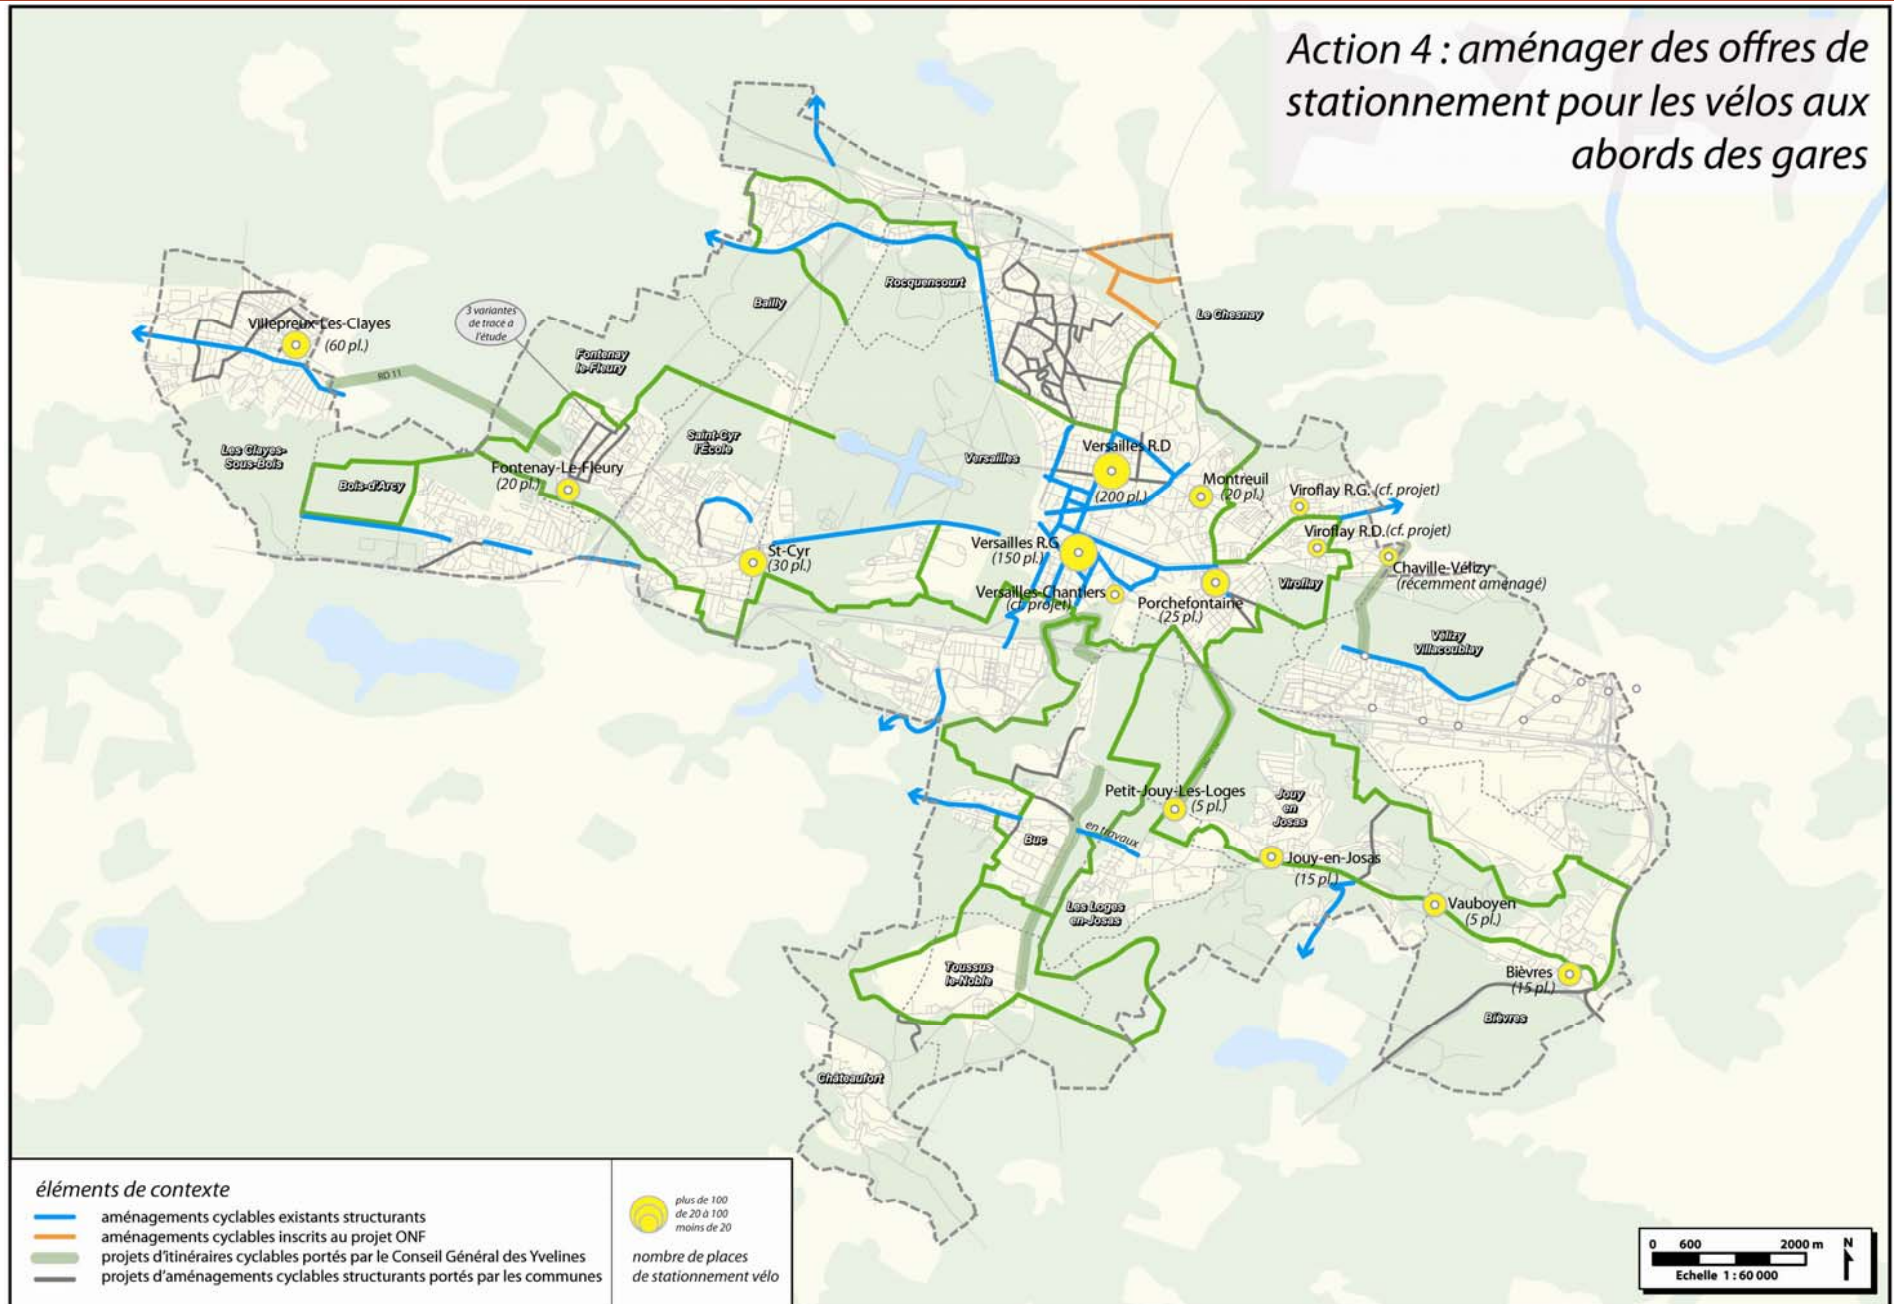 Action 4 : aménager des offres de
stationnement pour les vélos aux
abords des gares
Rocquencourt
Bailly
Le Chesnay
3 variantes
de tracé à
l'étude
Villepreux-Les-Clayes
(60 pl.)
RD 11
Fontenay
le-Fleury
Saint-Cyr
l'École
Les Clayes-
Sous-Bois
Bois-d'Arcy
Fontenay-Le-Fleury
(20 pl.)
Versailles
Versailles R.D
(200 pl.)
Montreuil
(20 pl.)
Viroflay R.G. (cf. projet)
Viroflay R.D.(cf. projet)
St-Cyr
(30 pl.)
Versailles R.G
(150 pl.)
Chaville-Vélizy
(récemment aménagé)
Versailles-Chantiers
(cf. projet)
Porchefontaine
(25 pl.)
Viroflay
Vélizy
Villacoublay
Petit-Jouy-Les-Loges
(5 pl.)
Jouy
en
Josas
Buc
en travaux
Jouy-en-Josas
(15 pl.)
Vauboyen
(5 pl.)
Les Loges
en-Josas
Toussus
le-Noble
Bièvres
(15 pl.)
Bièvres
Châteaufort
éléments de contexte
aménagements cyclables existants structurants
aménagements cyclables inscrits au projet ONF
projets d'itinéraires cyclables portés par le Conseil Général des Yvelines
projets d'aménagements cyclables structurants portés par les communes
plus de 100
de 20 à 100
moins de 20
nombre de places
de stationnement vélo
0 600 2000 m N
Echelle 1 : 60 000